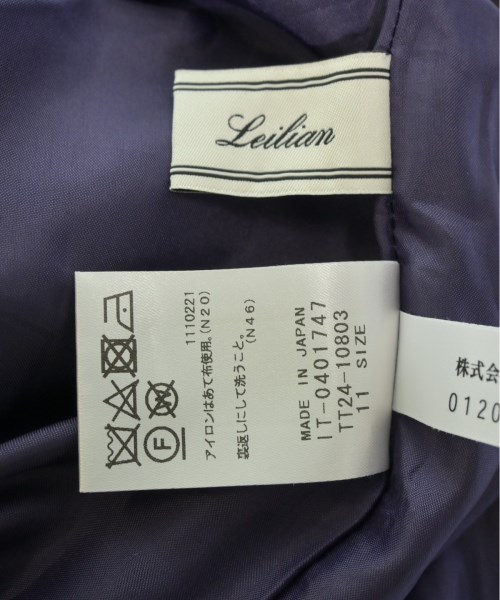 Leilian
1110221
アイロンはあて布使用。(N20)
裏返しにして洗うこと。
(N46)
MADE IN JAPAN
IT-0401747
TT24-10803
11 SIZE
F
株式会
0120